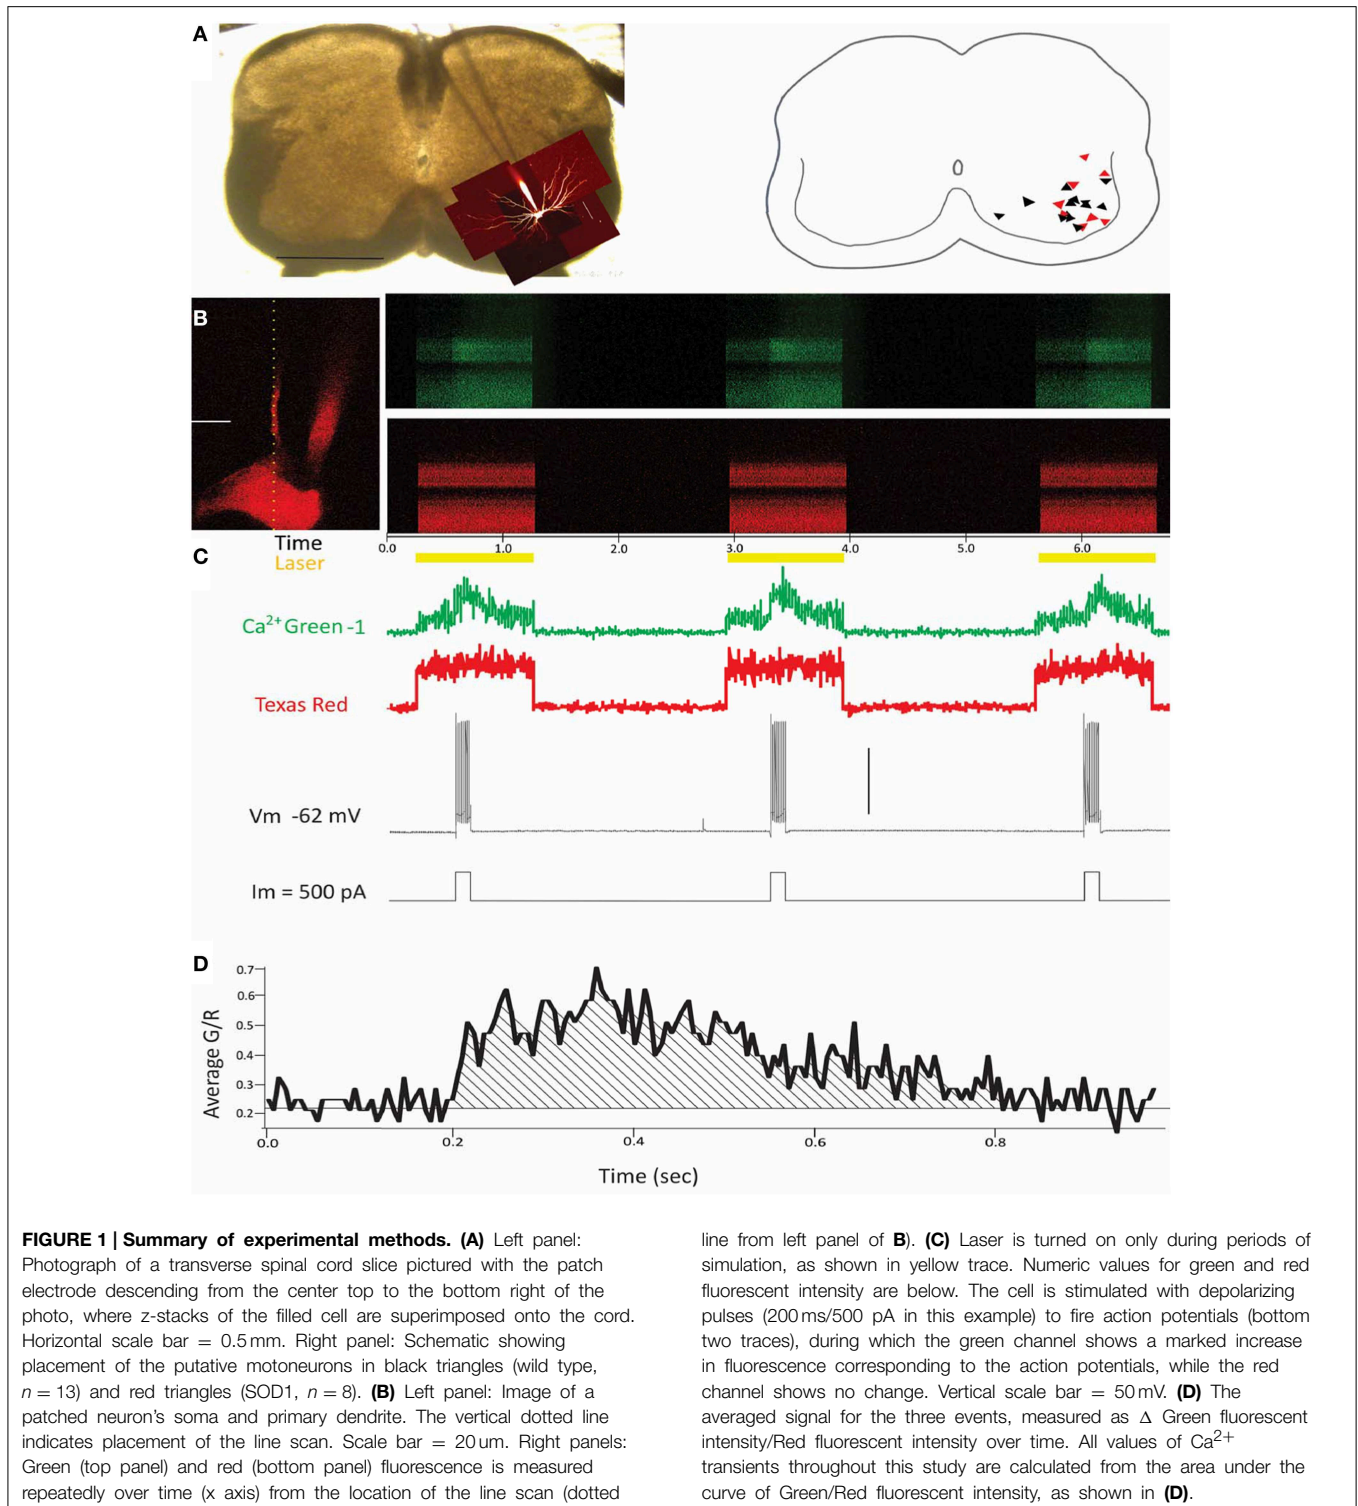 A
B
Time
Laser
0.0
1.0
2.0
3.0
4.0
5.0
6.0
C
Ca²⁺Green -1
Texas Red
Vm -62 mV
Im = 500 pA
D
0.7
0.6
0.5
0.4
0.3
0.2
Average G/R
0.0
0.2
0.4
0.6
0.8
Time (sec)
FIGURE 1 | Summary of experimental methods. (A) Left panel:
Photograph of a transverse spinal cord slice pictured with the patch
electrode descending from the center top to the bottom right of the
photo, where z-stacks of the filled cell are superimposed onto the cord.
Horizontal scale bar = 0.5 mm. Right panel: Schematic showing
placement of the putative motoneurons in black triangles (wild type,
n = 13) and red triangles (SOD1, n = 8). (B) Left panel: Image of a
patched neuron's soma and primary dendrite. The vertical dotted line
indicates placement of the line scan. Scale bar = 20 um. Right panels:
Green (top panel) and red (bottom panel) fluorescence is measured
repeatedly over time (x axis) from the location of the line scan (dotted
line from left panel of B). (C) Laser is turned on only during periods of
simulation, as shown in yellow trace. Numeric values for green and red
fluorescent intensity are below. The cell is stimulated with depolarizing
pulses (200 ms/500 pA in this example) to fire action potentials (bottom
two traces), during which the green channel shows a marked increase
in fluorescence corresponding to the action potentials, while the red
channel shows no change. Vertical scale bar = 50 mV. (D) The
averaged signal for the three events, measured as Δ Green fluorescent
intensity/Red fluorescent intensity over time. All values of Ca²⁺
transients throughout this study are calculated from the area under the
curve of Green/Red fluorescent intensity, as shown in (D).